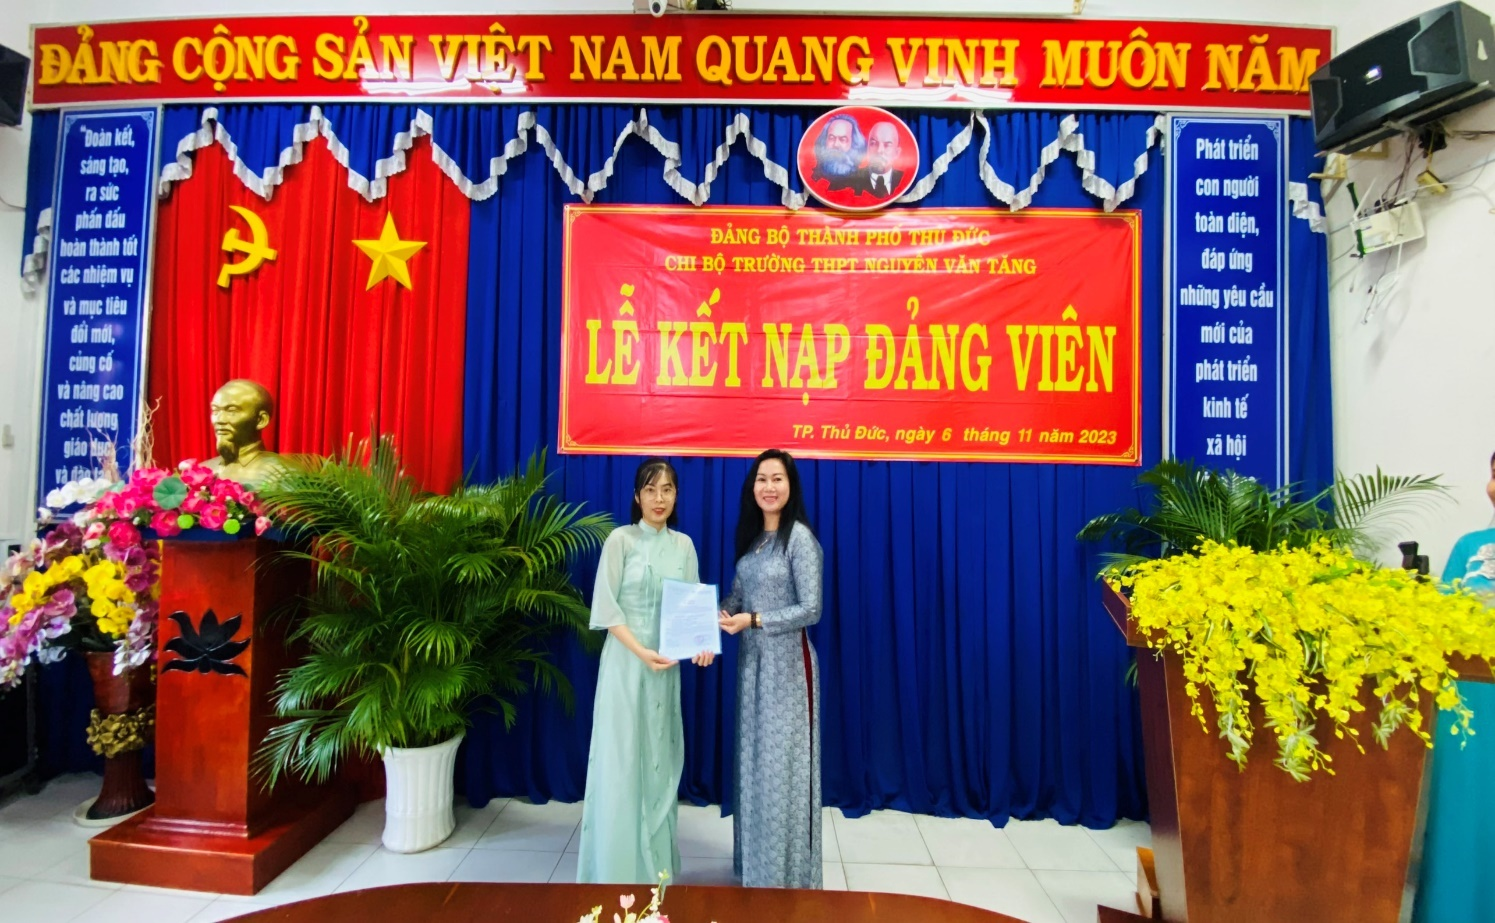 ĐẢNG CỘNG SẢN VIỆT NAM QUANG VINH MUÔN NĂM
"Đoàn kết,
sáng tạo,
ra sức
phấn đấu
hoàn thành tốt
các nhiệm vụ
và mục tiêu
đổi mới,
củng cố
và nâng cao
chất lượng
giáo dục
ĐẢNG BỘ THÀNH PHỐ THỦ ĐỨC
CHI BỘ TRƯỜNG THPT NGUYỄN VĂN TĂNG
LỄ KẾT NẠP ĐẢNG VIÊN
TP. Thủ Đức, ngày 6 tháng 11 năm 2023
Phát triển
con người
toàn diện,
đáp ứng
những yêu cầu
mới của
phát triển
kinh tế
xã hội